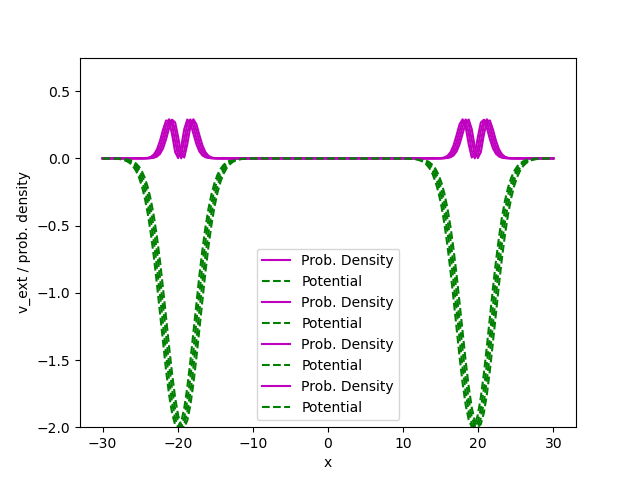 0.5
0.0
−0.5
−1.0
−1.5
−2.0
v_ext / prob. density
Prob. Density
Potential
Prob. Density
Potential
Prob. Density
Potential
Prob. Density
Potential
−30 −20 −10 0 10 20 30
x